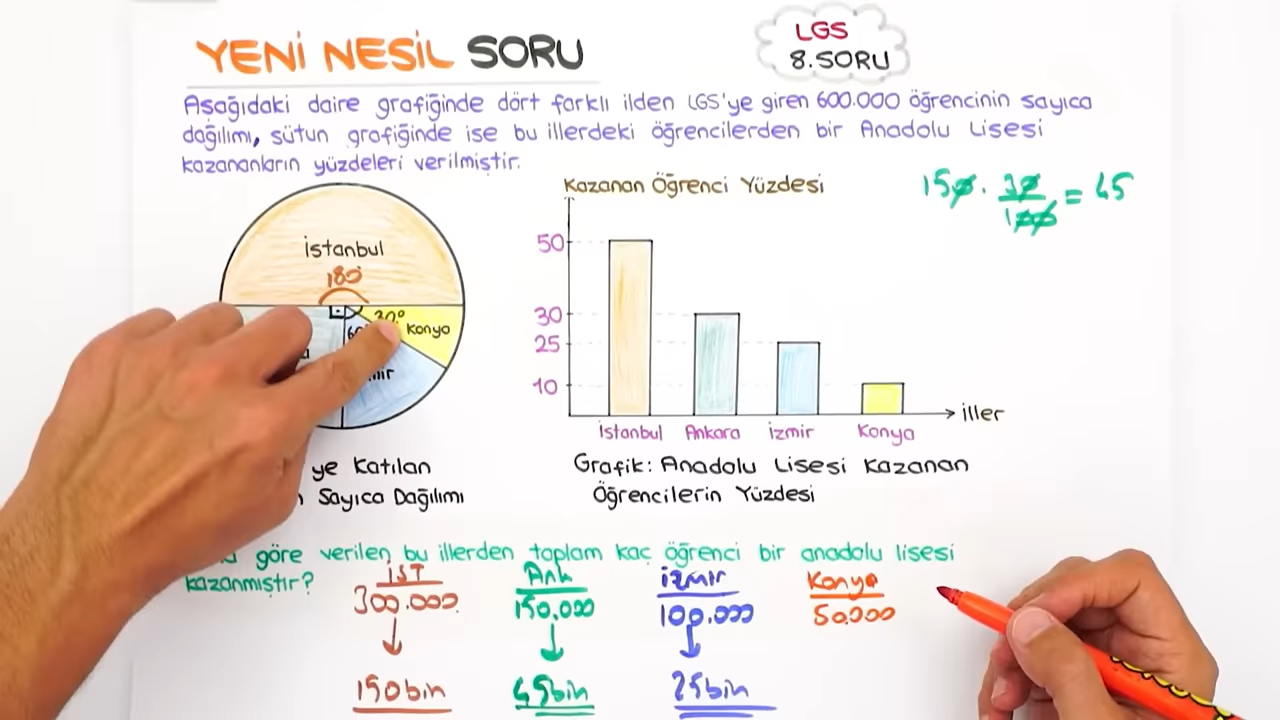 YENİ NESİL SORU
LGS
8.SORU
Aşağıdaki daire grafiğinde dört farklı ilden LGS'ye giren 600.000 öğrencinin sayıca
dağılımı, sütun grafiğinde ise bu illerdeki öğrencilerden bir Anadolu Lisesi
kazananların yüzdeleri verilmiştir.
İstanbul
180
30°
Konya
Kazanan Öğrenci Yüzdesi
50
30
25
10
İstanbul Ankara İzmir Konya
iller
150 . 30/100 = 45
ye Katılan
Sayıca Dağılımı
Grafik: Anadolu Lisesi Kazanan
Öğrencilerin Yüzdesi
göre verilen bu illerden toplam kaç öğrenci bir anadolu lisesi
kazanmıştır?
İST Ank İzmir Konya
300.000 150.000 100.000 50.000
150bin 45bin 25bin